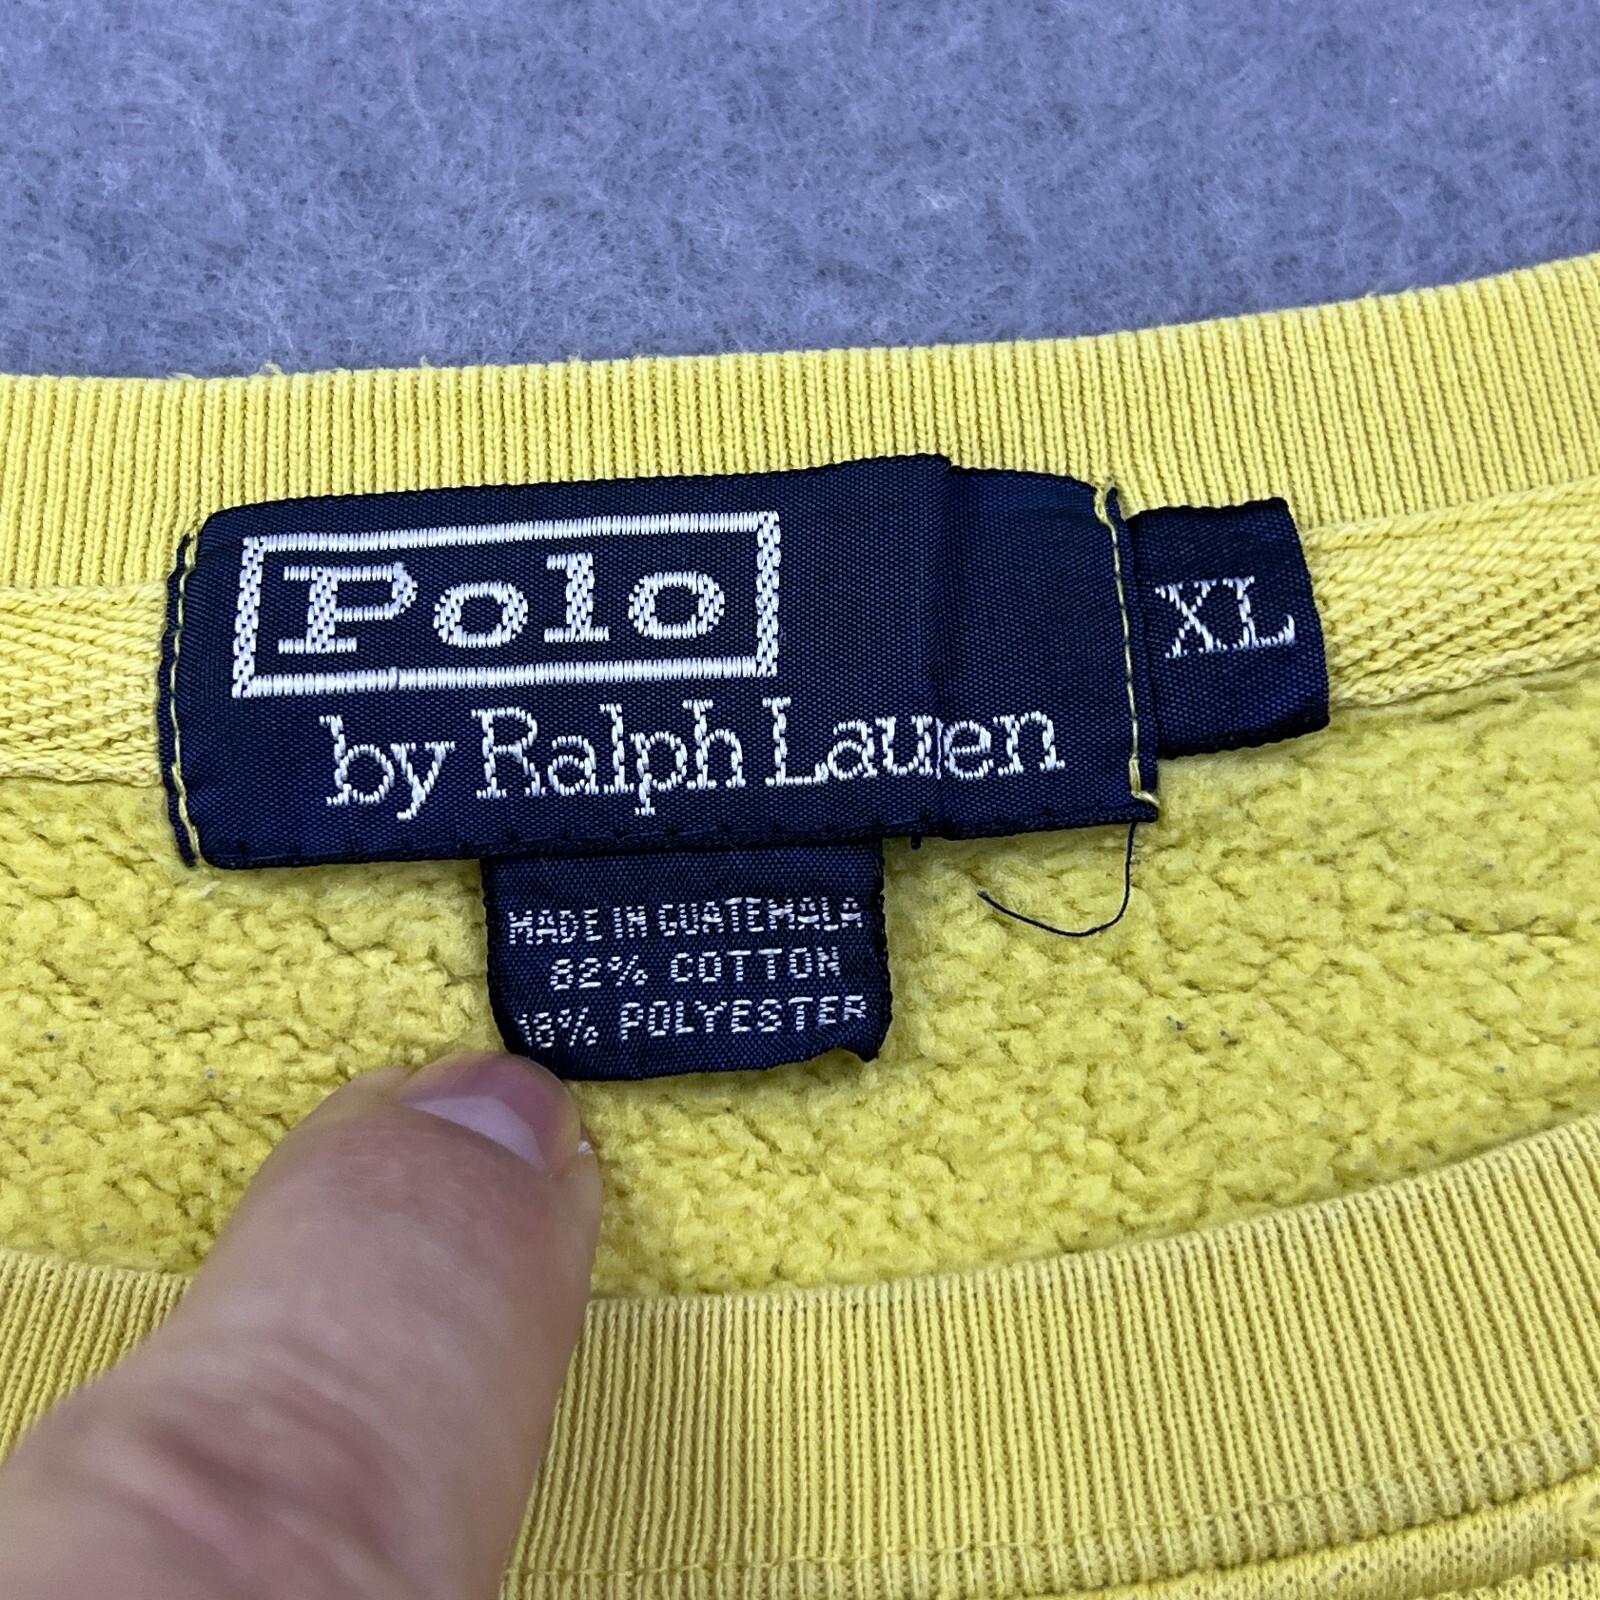 Polo
by Ralph Lauren
XL
MADE IN GUATEMALA
82% COTTON
18% POLYESTER